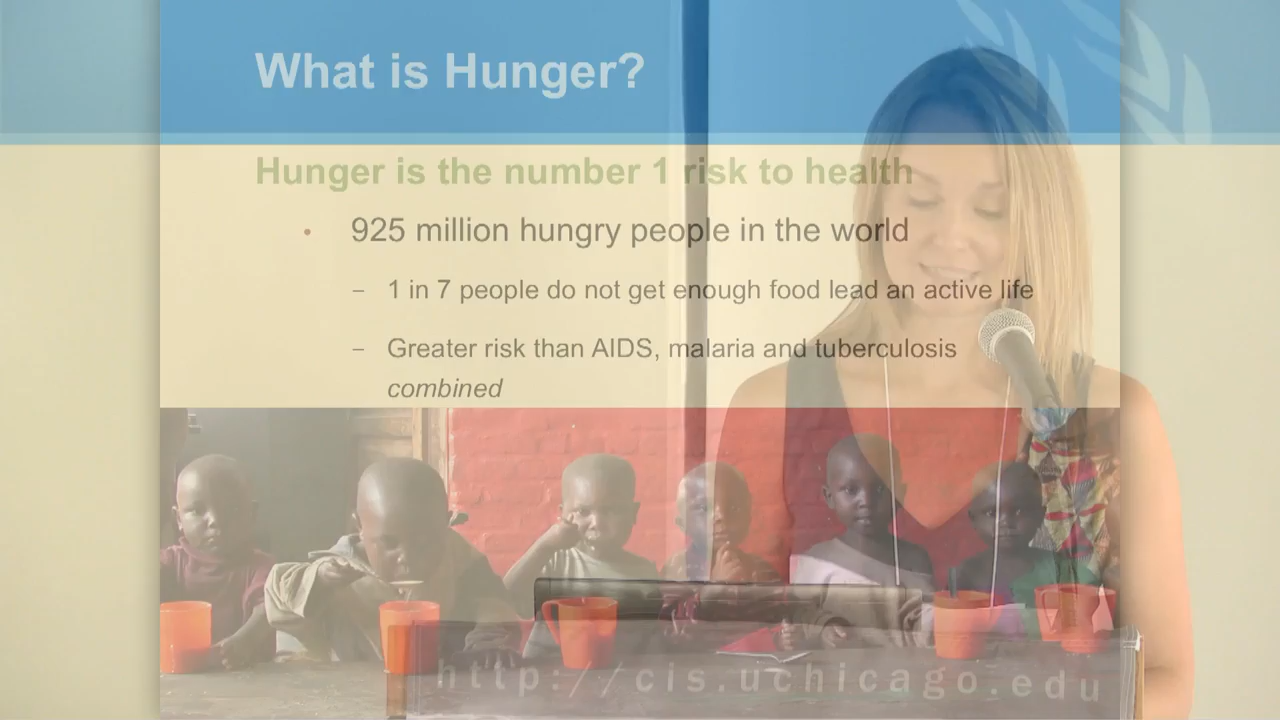 What is Hunger?
Hunger is the number 1 risk to health
• 925 million hungry people in the world
– 1 in 7 people do not get enough food lead an active life
– Greater risk than AIDS, malaria and tuberculosis
combined
http://cis.uchicago.edu